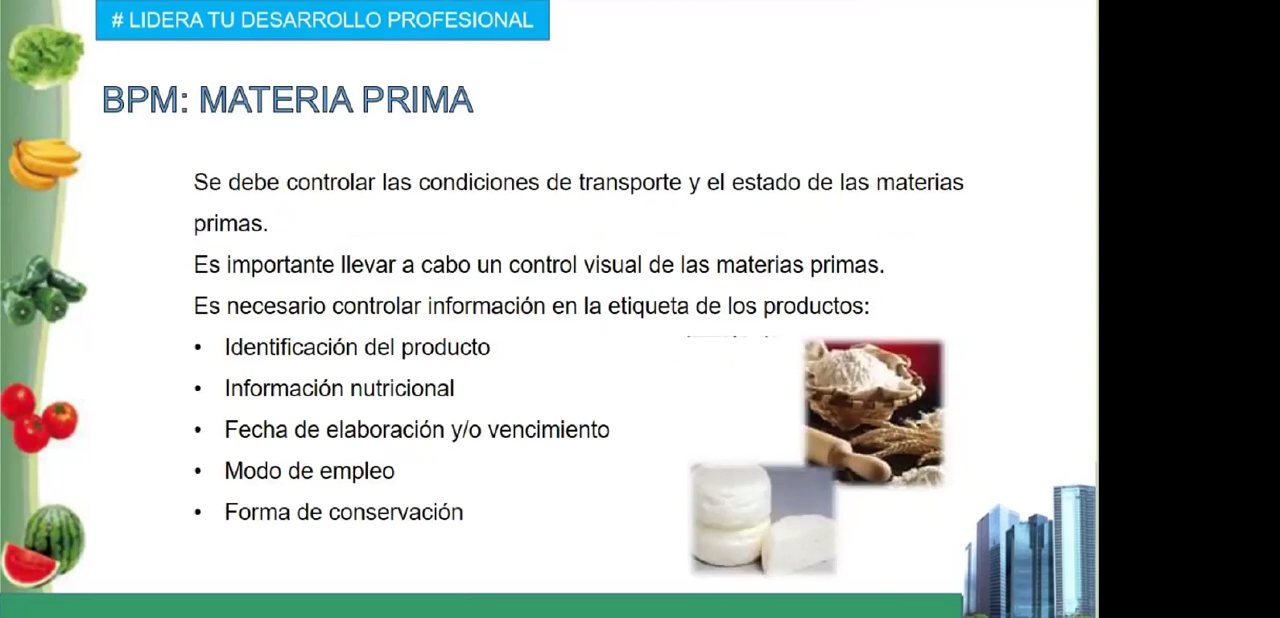 # LIDERA TU DESARROLLO PROFESIONAL
BPM: MATERIA PRIMA
Se debe controlar las condiciones de transporte y el estado de las materias
primas.
Es importante llevar a cabo un control visual de las materias primas.
Es necesario controlar información en la etiqueta de los productos:
• Identificación del producto
• Información nutricional
• Fecha de elaboración y/o vencimiento
• Modo de empleo
• Forma de conservación